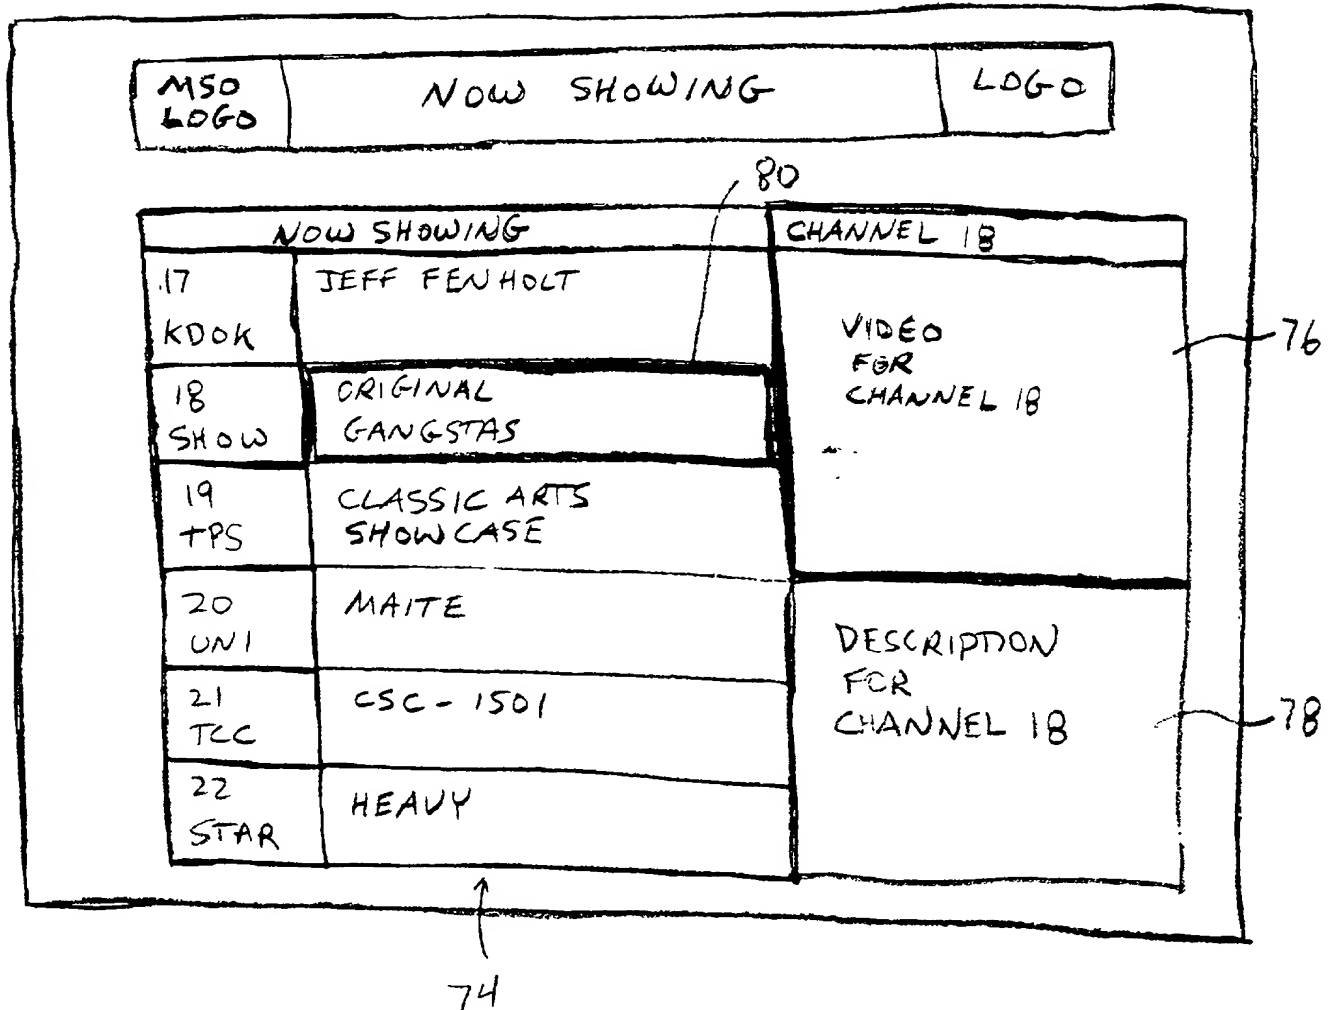 MSO
LOGO
NOW SHOWING
LOGO
80
NOW SHOWING
CHANNEL 18
17
KDOK
JEFF FENHOLT
18
SHOW
ORIGINAL
GANGSTAS
19
TPS
CLASSIC ARTS
SHOWCASE
20
UNI
MAITE
21
TCC
CSC - 1501
22
STAR
HEAVY
VIDEO
FOR
CHANNEL 18
76
DESCRIPTION
FOR
CHANNEL 18
78
74